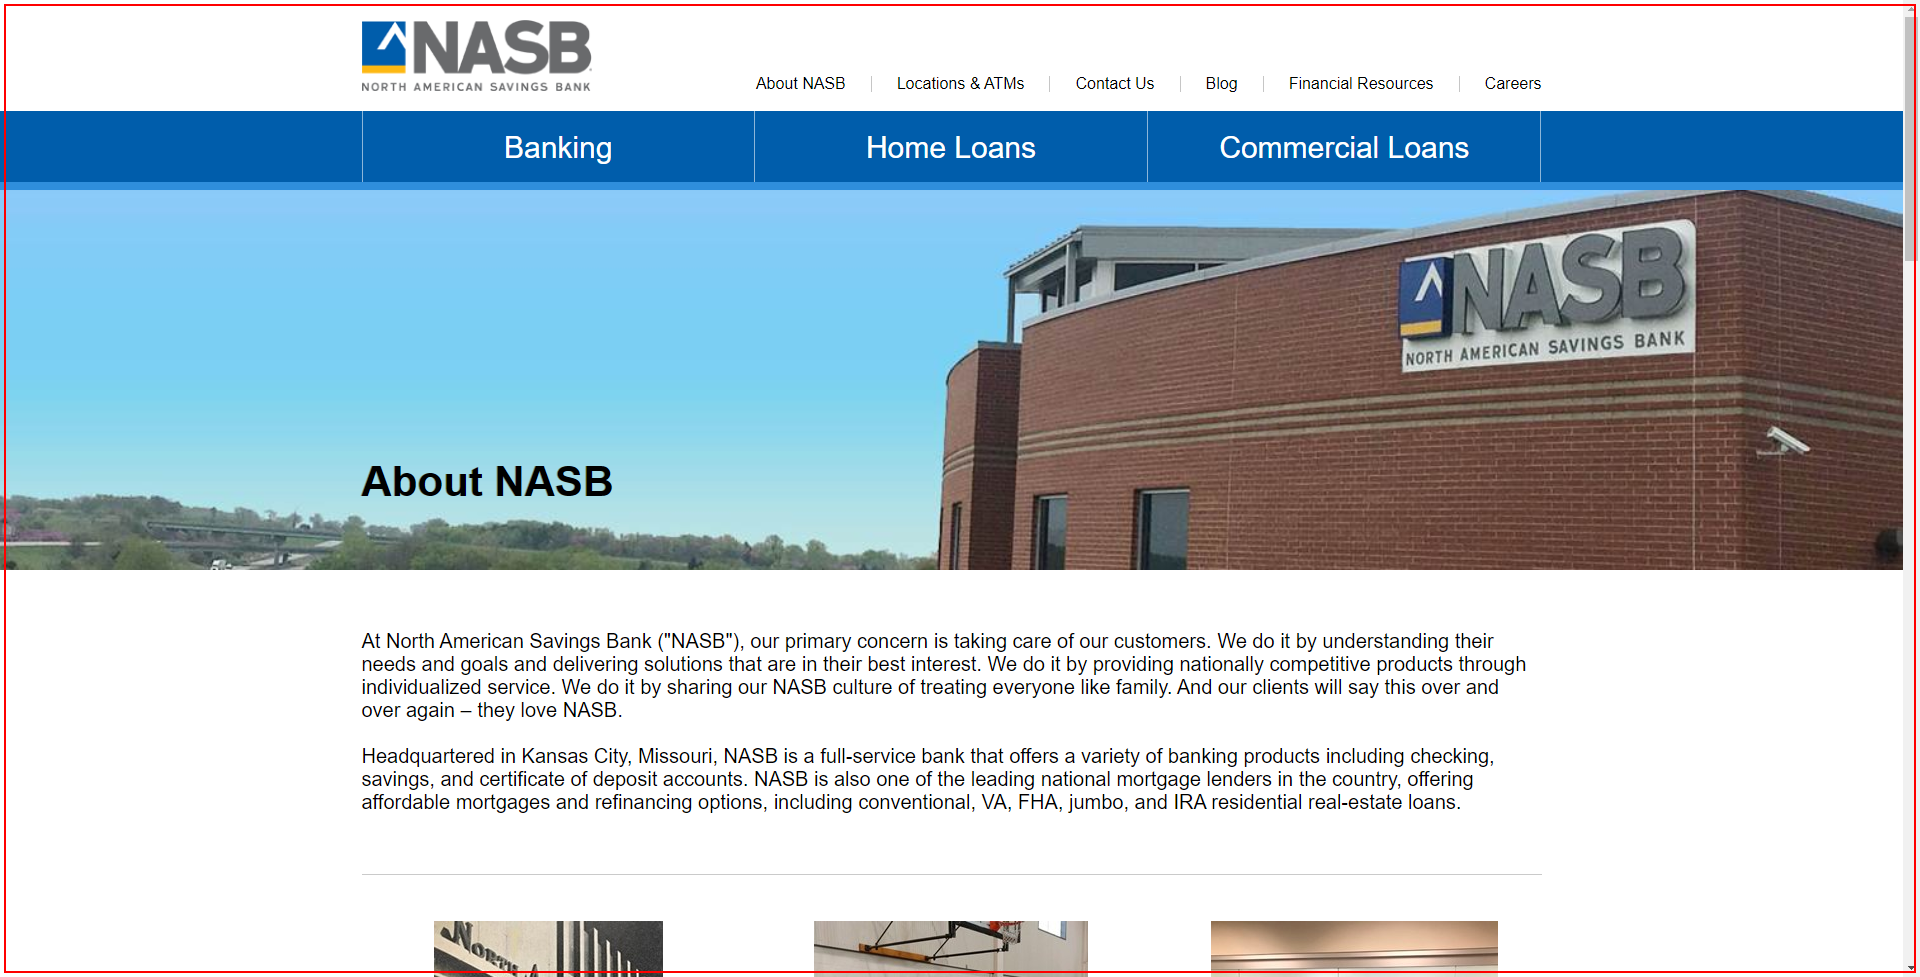 NASB
NORTH AMERICAN SAVINGS BANK
About NASB
Locations & ATMs
Contact Us
Blog
Financial Resources
Careers
Banking
Home Loans
Commercial Loans
NASB
NORTH AMERICAN SAVINGS BANK
About NASB
At North American Savings Bank ("NASB"), our primary concern is taking care of our customers. We do it by understanding their
needs and goals and delivering solutions that are in their best interest. We do it by providing nationally competitive products through
individualized service. We do it by sharing our NASB culture of treating everyone like family. And our clients will say this over and
over again – they love NASB.
Headquartered in Kansas City, Missouri, NASB is a full-service bank that offers a variety of banking products including checking,
savings, and certificate of deposit accounts. NASB is also one of the leading national mortgage lenders in the country, offering
affordable mortgages and refinancing options, including conventional, VA, FHA, jumbo, and IRA residential real-estate loans.
North A